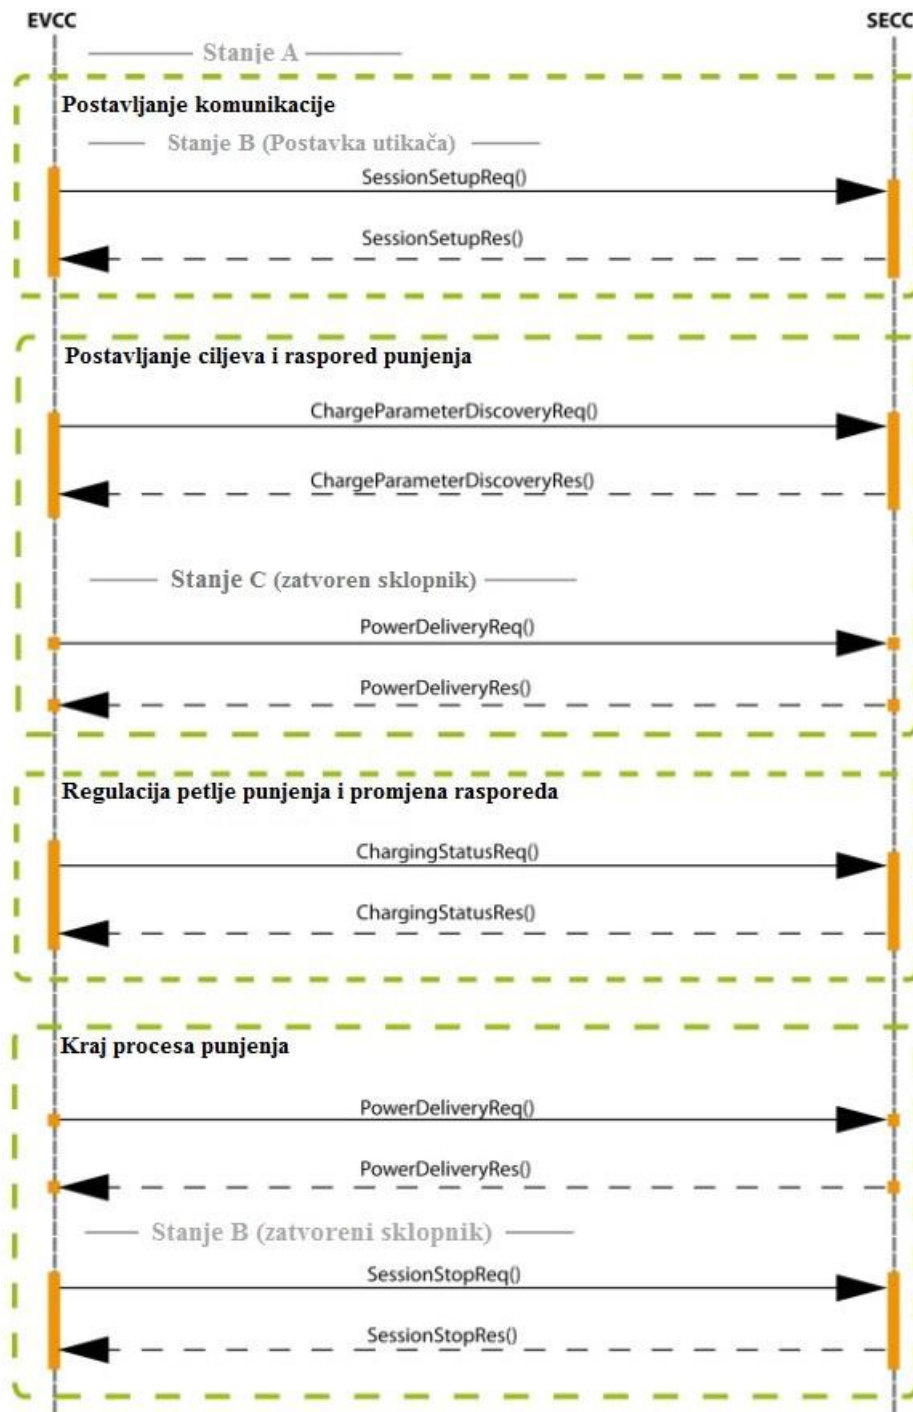 EVCC SECC
Stanje A
Postavljanje komunikacije
Stanje B (Postavka utikača)
SessionSetupReq()
SessionSetupRes()
Postavljanje ciljeva i raspored punjenja
ChargeParameterDiscoveryReq()
ChargeParameterDiscoveryRes()
Stanje C (zatvoren sklopnik)
PowerDeliveryReq()
PowerDeliveryRes()
Regulacija petlje punjenja i promjena rasporeda
ChargingStatusReq()
ChargingStatusRes()
Kraj procesa punjenja
PowerDeliveryReq()
PowerDeliveryRes()
Stanje B (zatvoreni sklopnik)
SessionStopReq()
SessionStopRes()